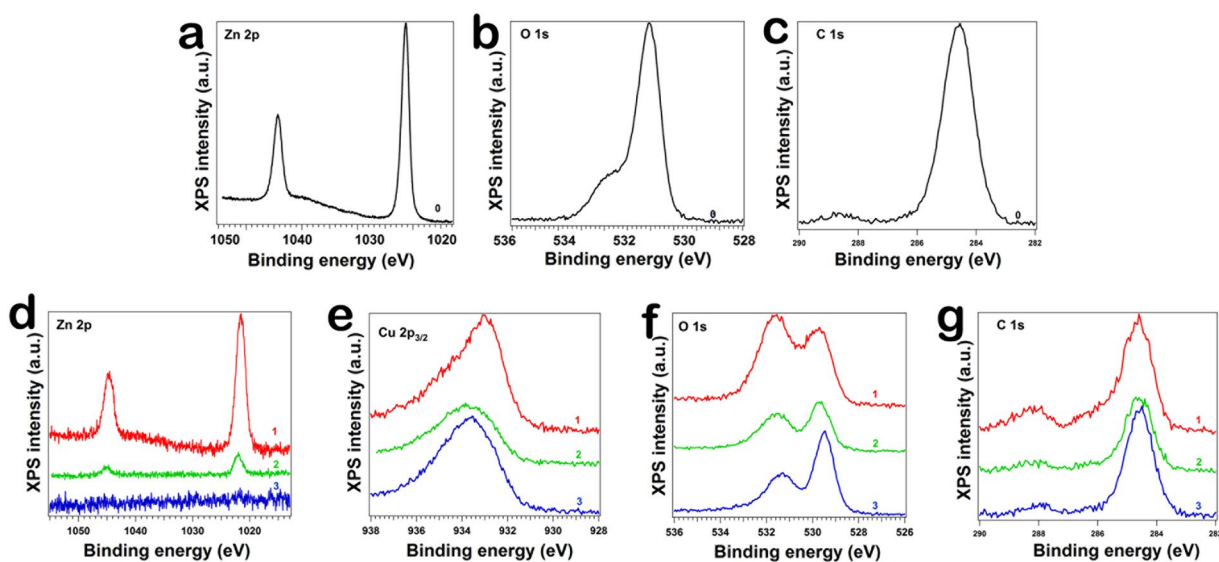 a
Zn 2p
XPS intensity (a.u.)
0
1050 1040 1030 1020
Binding energy (eV)
b
O 1s
XPS intensity (a.u.)
0
536 534 532 530 528
Binding energy (eV)
c
C 1s
XPS intensity (a.u.)
0
290 288 286 284 282
Binding energy (eV)
d
Zn 2p
XPS intensity (a.u.)
1
2
3
1050 1040 1030 1020
Binding energy (eV)
e
Cu 2p3/2
XPS intensity (a.u.)
1
2
3
938 936 934 932 930 928
Binding energy (eV)
f
O 1s
XPS intensity (a.u.)
1
2
3
536 534 532 530 528 526
Binding energy (eV)
g
C 1s
XPS intensity (a.u.)
1
2
3
290 288 286 284
Binding energy (eV)